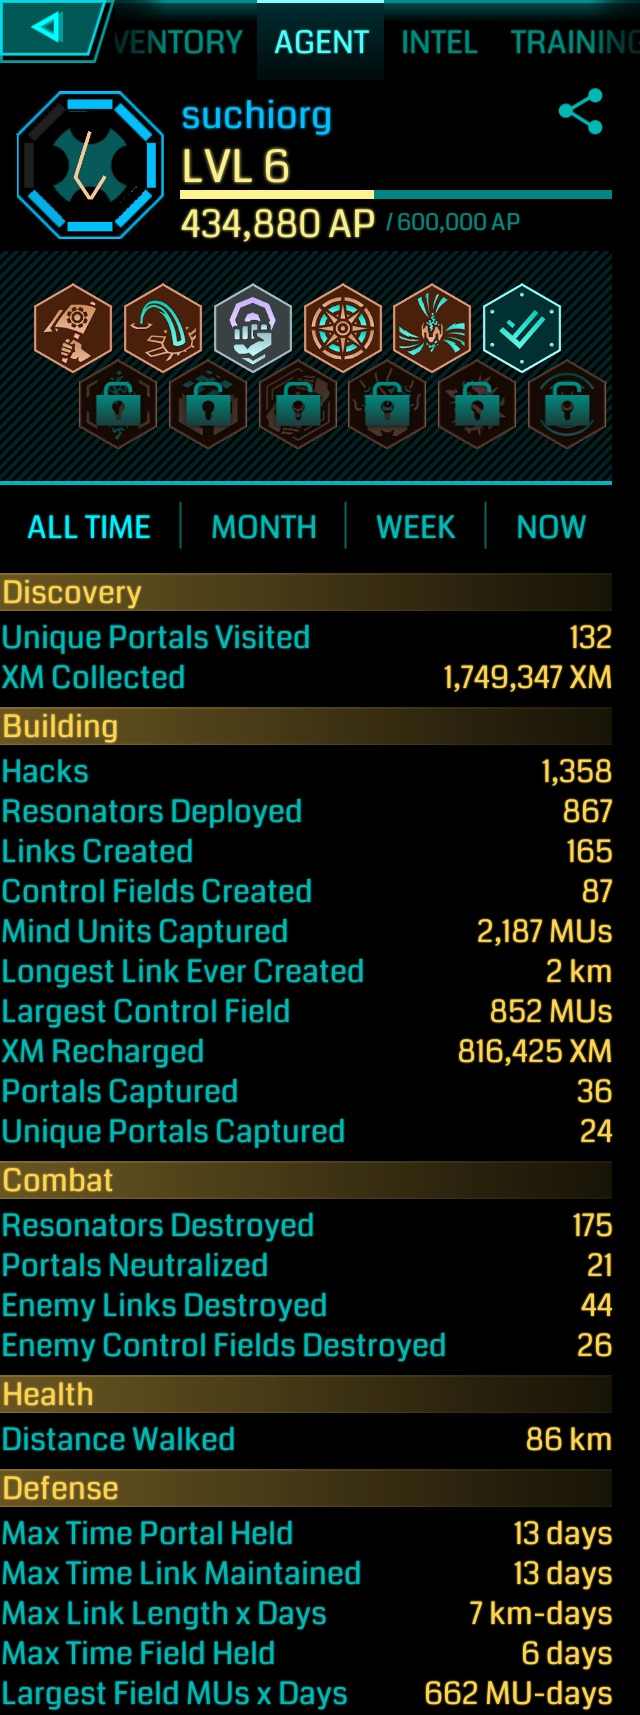 VENTORY AGENT INTEL TRAINING
suchiorg
LVL 6
434,880 AP / 600,000 AP
ALL TIME MONTH WEEK NOW
Discovery
Unique Portals Visited 132
XM Collected 1,749,347 XM
Building
Hacks 1,358
Resonators Deployed 867
Links Created 165
Control Fields Created 87
Mind Units Captured 2,187 MUs
Longest Link Ever Created 2 km
Largest Control Field 852 MUs
XM Recharged 816,425 XM
Portals Captured 36
Unique Portals Captured 24
Combat
Resonators Destroyed 175
Portals Neutralized 21
Enemy Links Destroyed 44
Enemy Control Fields Destroyed 26
Health
Distance Walked 86 km
Defense
Max Time Portal Held 13 days
Max Time Link Maintained 13 days
Max Link Length x Days 7 km-days
Max Time Field Held 6 days
Largest Field MUs x Days 662 MU-days